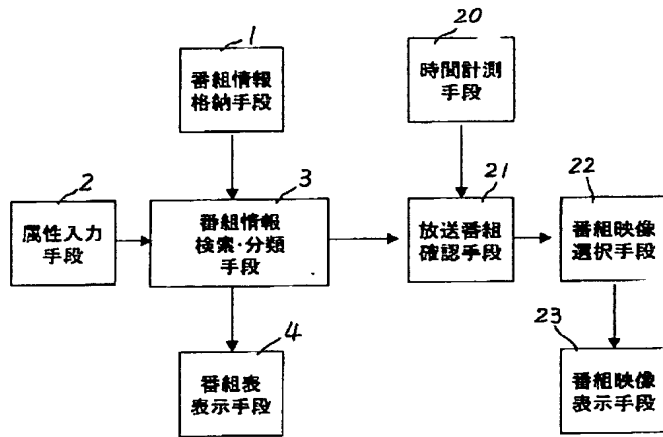 1
番組情報
格納手段
20
時間計測
手段
2
属性入力
手段
3
番組情報
検索・分類
手段
21
放送番組
確認手段
22
番組映像
選択手段
4
番組表
表示手段
23
番組映像
表示手段